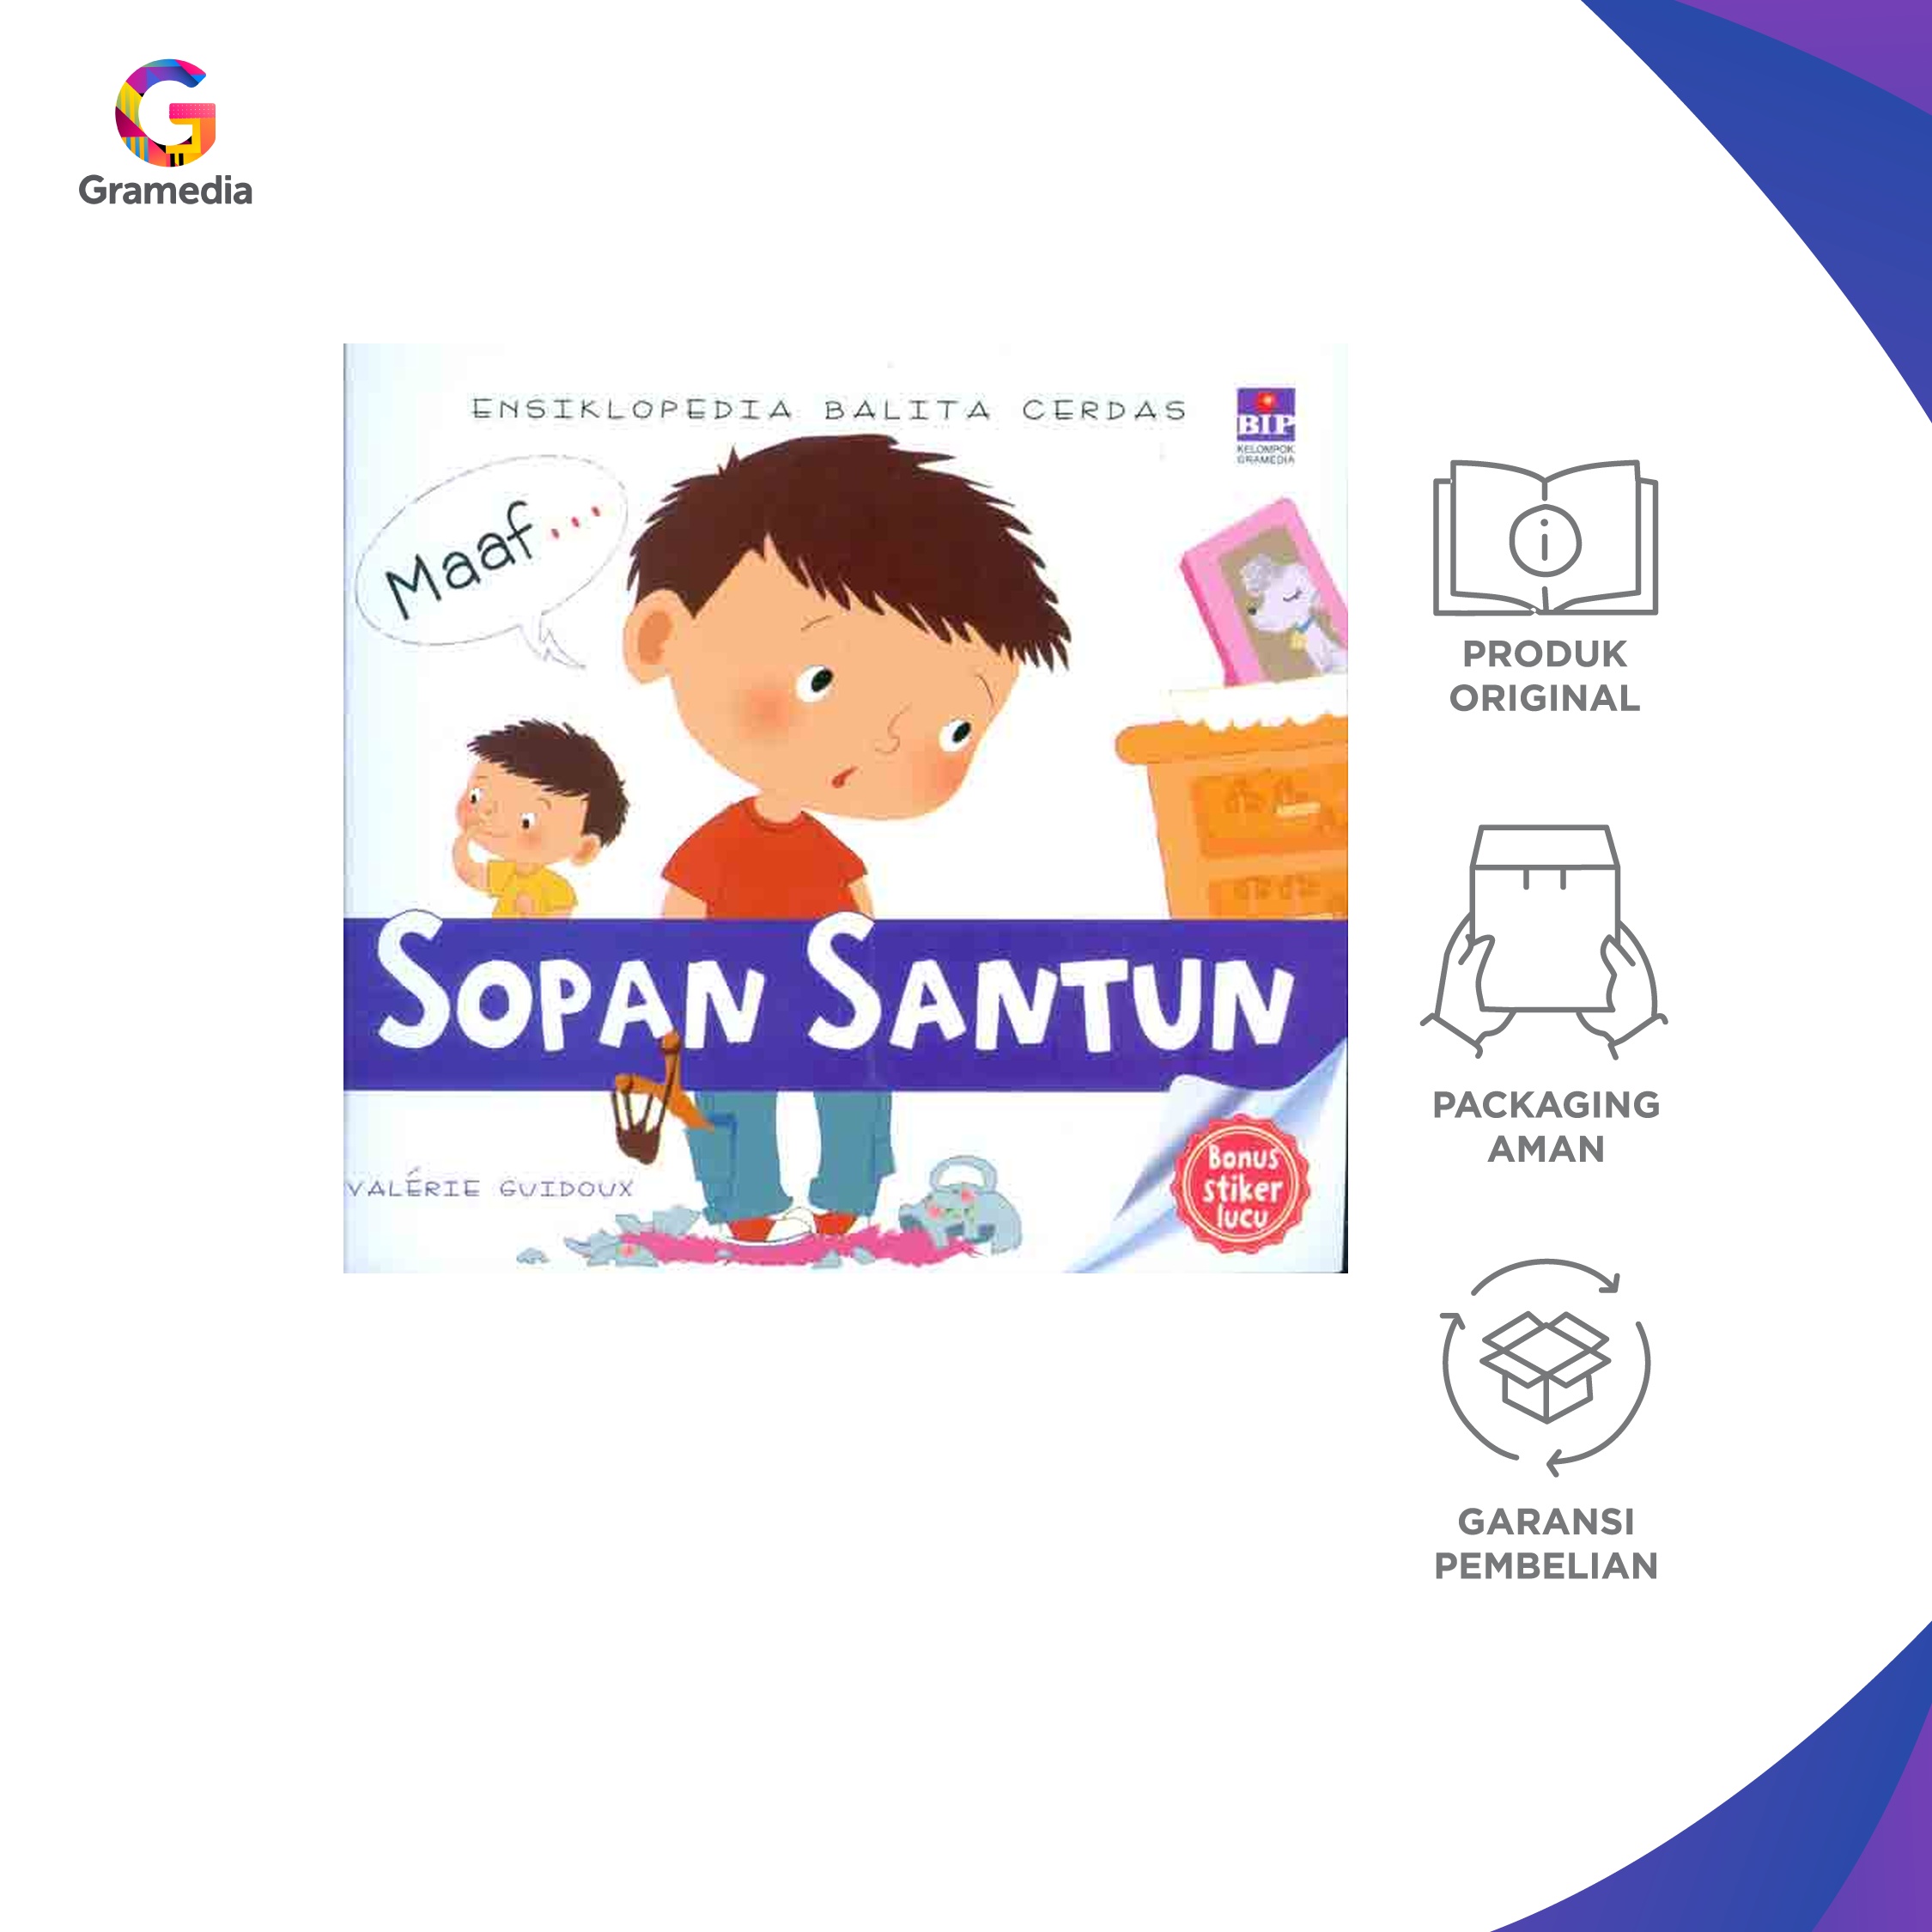 Gramedia
ENSIKLOPEDIA BALITA CERDAS
BIP
KELOMPOK
GRAMEDIA
Maaf...
SOPAN SANTUN
VALÉRIE GUIDOUX
Bonus
stiker
lucu
PRODUK
ORIGINAL
PACKAGING
AMAN
GARANSI
PEMBELIAN